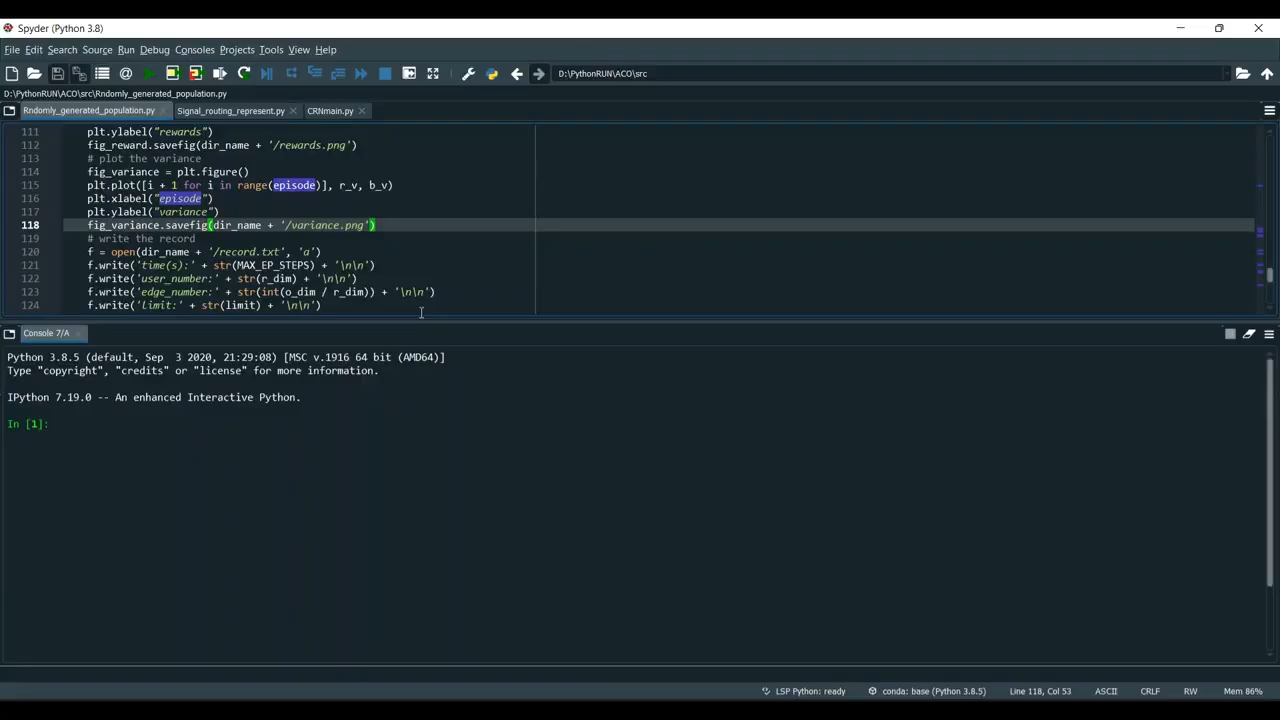 Spyder (Python 3.8)
File Edit Search Source Run Debug Consoles Projects Tools View Help
D:\PythonRUN\ACO\src
D:\PythonRUN\ACO\src\Rndomly_generated_population.py
Rndomly_generated_population.py Signal_routing_represent.py CRNmain.py
111 plt.ylabel("rewards")
112 fig_reward.savefig(dir_name + '/rewards.png')
113 # plot the variance
114 fig_variance = plt.figure()
115 plt.plot([i + 1 for i in range(episode)], r_v, b_v)
116 plt.xlabel("episode")
117 plt.ylabel("variance")
118 fig_variance.savefig(dir_name + '/variance.png')
119 # write the record
120 f = open(dir_name + '/record.txt', 'a')
121 f.write('time(s):' + str(MAX_EP_STEPS) + '\n\n')
122 f.write('user_number:' + str(r_dim) + '\n\n')
123 f.write('edge_number:' + str(int(o_dim / r_dim)) + '\n\n')
124 f.write('limit:' + str(limit) + '\n\n')
Console 7/A
Python 3.8.5 (default, Sep 3 2020, 21:29:08) [MSC v.1916 64 bit (AMD64)]
Type "copyright", "credits" or "license" for more information.
IPython 7.19.0 -- An enhanced Interactive Python.
In [1]:
LSP Python: ready conda: base (Python 3.8.5) Line 118, Col 53 ASCII CRLF RW Mem 86%